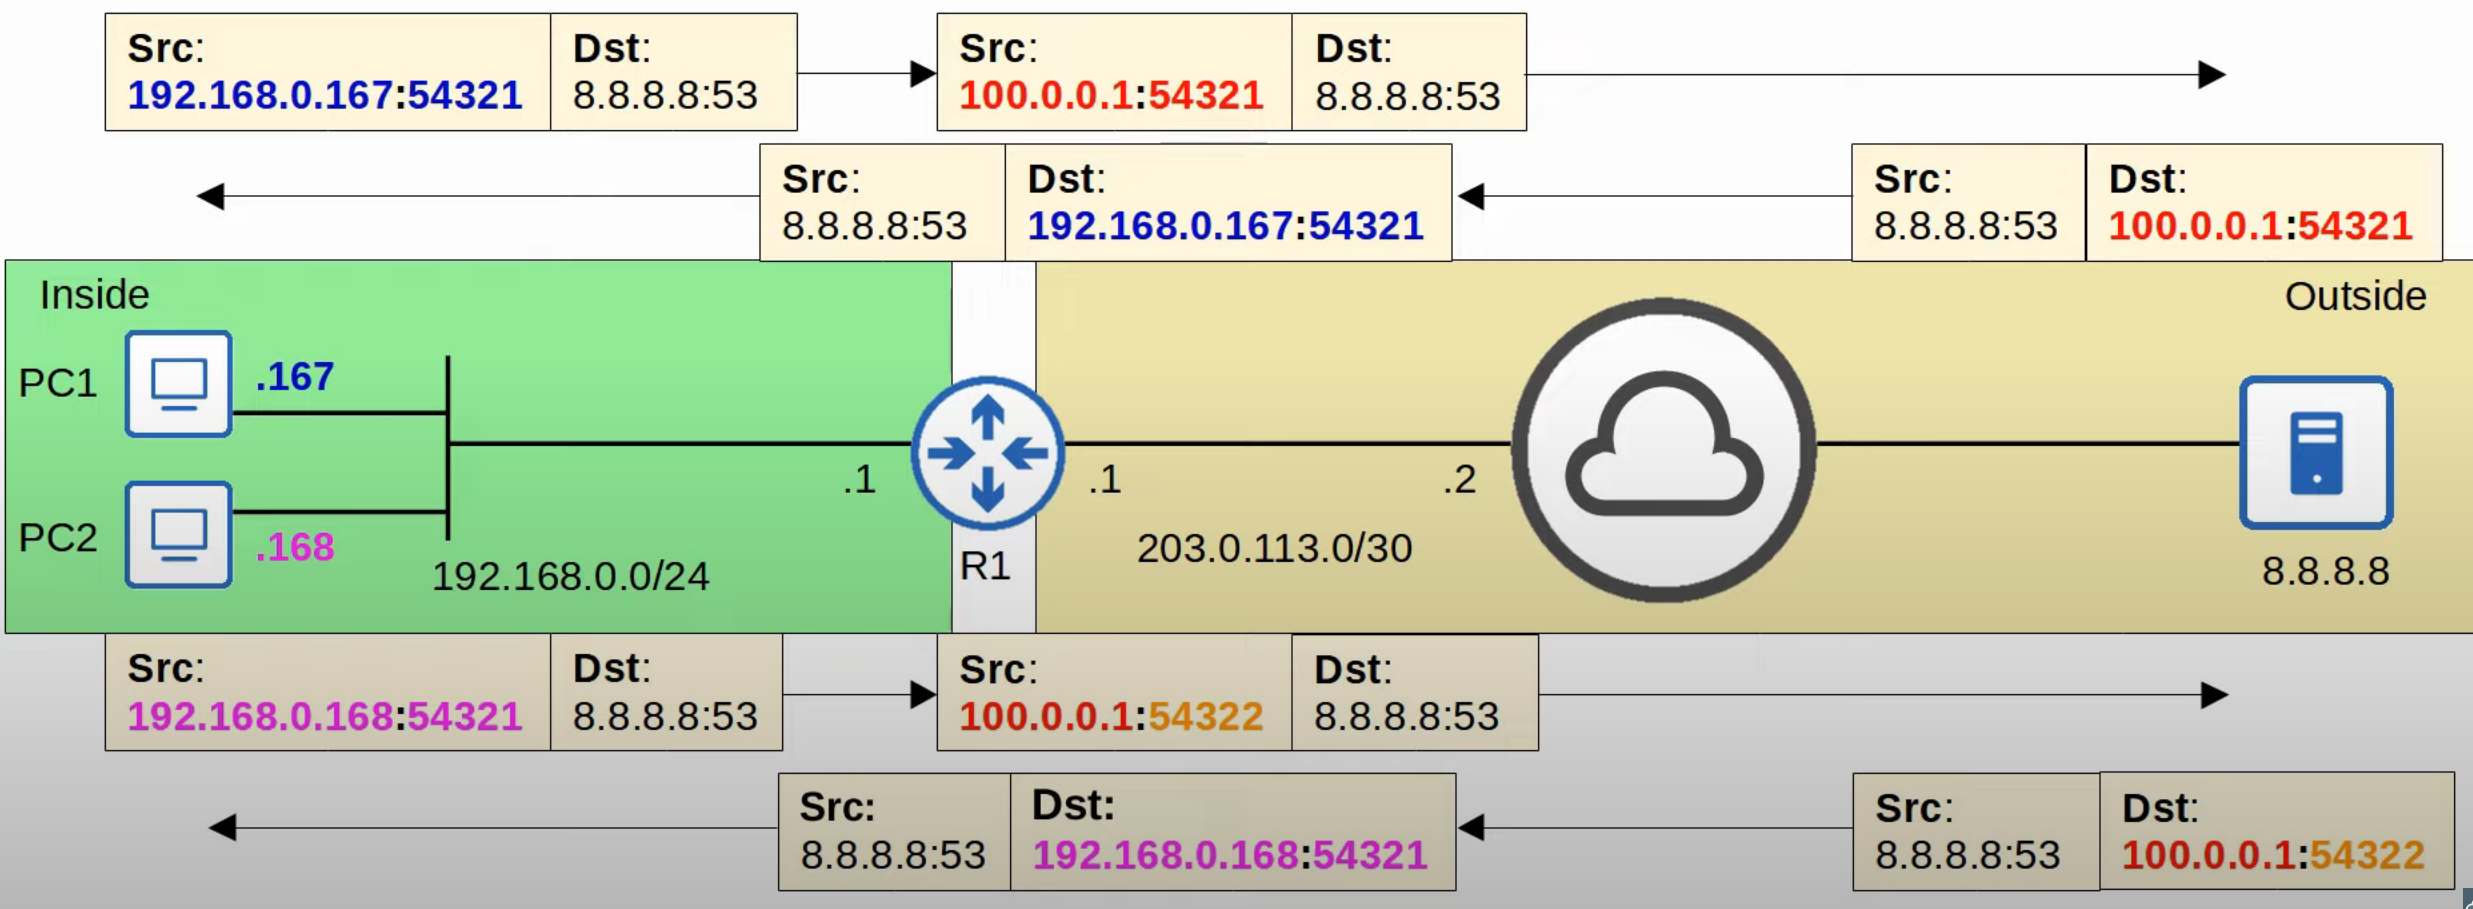 Src:
192.168.0.167:54321
Dst:
8.8.8.8:53
Src:
100.0.0.1:54321
Dst:
8.8.8.8:53
Src:
8.8.8.8:53
Dst:
192.168.0.167:54321
Src:
8.8.8.8:53
Dst:
100.0.0.1:54321
Inside
Outside
PC1
.167
PC2
.168
192.168.0.0/24
.1
R1
.1
.2
203.0.113.0/30
8.8.8.8
Src:
192.168.0.168:54321
Dst:
8.8.8.8:53
Src:
100.0.0.1:54322
Dst:
8.8.8.8:53
Src:
8.8.8.8:53
Dst:
192.168.0.168:54321
Src:
8.8.8.8:53
Dst:
100.0.0.1:54322